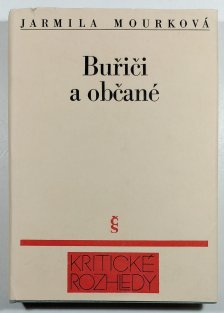 JARMILA MOURKOVÁ
Buřiči
a občané
čs
KRITICKÉ
ROZHLEDY